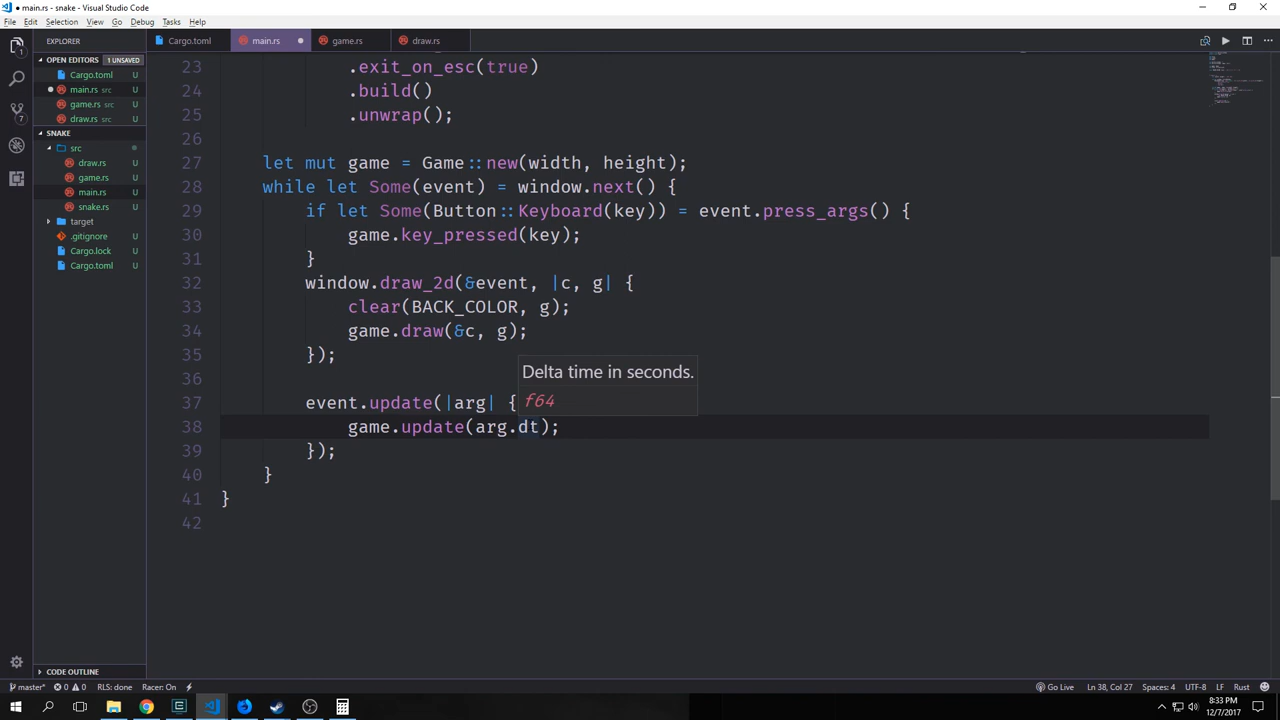 main.rs - snake - Visual Studio Code
File Edit Selection View Go Debug Tasks Help
EXPLORER
Cargo.toml main.rs game.rs draw.rs
OPEN EDITORS 1 UNSAVED
Cargo.toml U
main.rs src U
game.rs src U
draw.rs src U
SNAKE
src
draw.rs U
game.rs U
main.rs U
snake.rs U
target
.gitignore U
Cargo.lock U
Cargo.toml U
CODE OUTLINE
1
7
23 .exit_on_esc(true)
24 .build()
25 .unwrap();
26
27 let mut game = Game::new(width, height);
28 while let Some(event) = window.next() {
29 if let Some(Button::Keyboard(key)) = event.press_args() {
30 game.key_pressed(key);
31 }
32 window.draw_2d(&event, |c, g| {
33 clear(BACK_COLOR, g);
34 game.draw(&c, g);
35 });
36
Delta time in seconds.
f64
37 event.update(|arg| {
38 game.update(arg.dt);
39 });
40 }
41 }
42
master* 0 0 RLS: done Racer: On Go Live Ln 38, Col 27 Spaces: 4 UTF-8 LF Rust
8:33 PM
12/7/2017